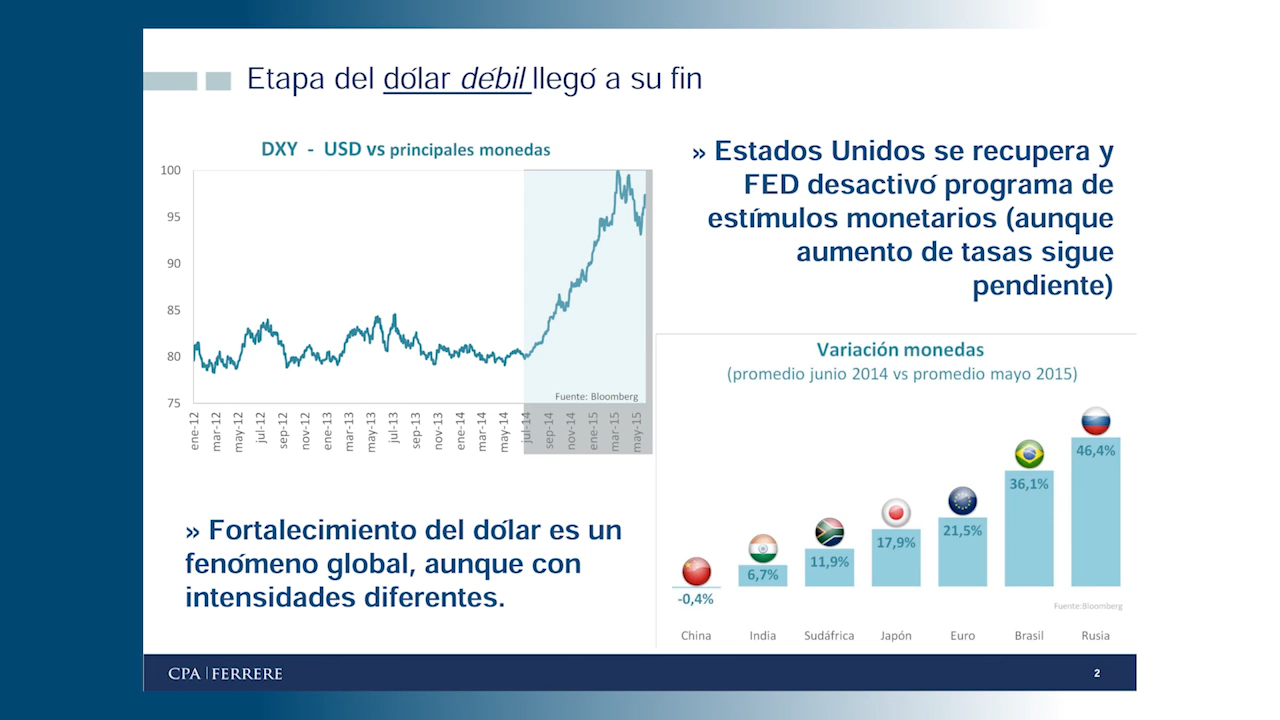 Etapa del dólar débil llegó a su fin
DXY - USD vs principales monedas
100
95
90
85
80
75
Fuente: Bloomberg
ene-12
mar-12
may-12
jul-12
sep-12
nov-12
ene-13
mar-13
may-13
jul-13
sep-13
nov-13
ene-14
mar-14
may-14
jul-14
sep-14
nov-14
ene-15
mar-15
may-15
» Estados Unidos se recupera y
FED desactivó programa de
estímulos monetarios (aunque
aumento de tasas sigue
pendiente)
Variación monedas
(promedio junio 2014 vs promedio mayo 2015)
-0,4%
6,7%
11,9%
17,9%
21,5%
36,1%
46,4%
Fuente:Bloomberg
China
India
Sudáfrica
Japón
Euro
Brasil
Rusia
» Fortalecimiento del dólar es un
fenómeno global, aunque con
intensidades diferentes.
CPA | FERRERE
2